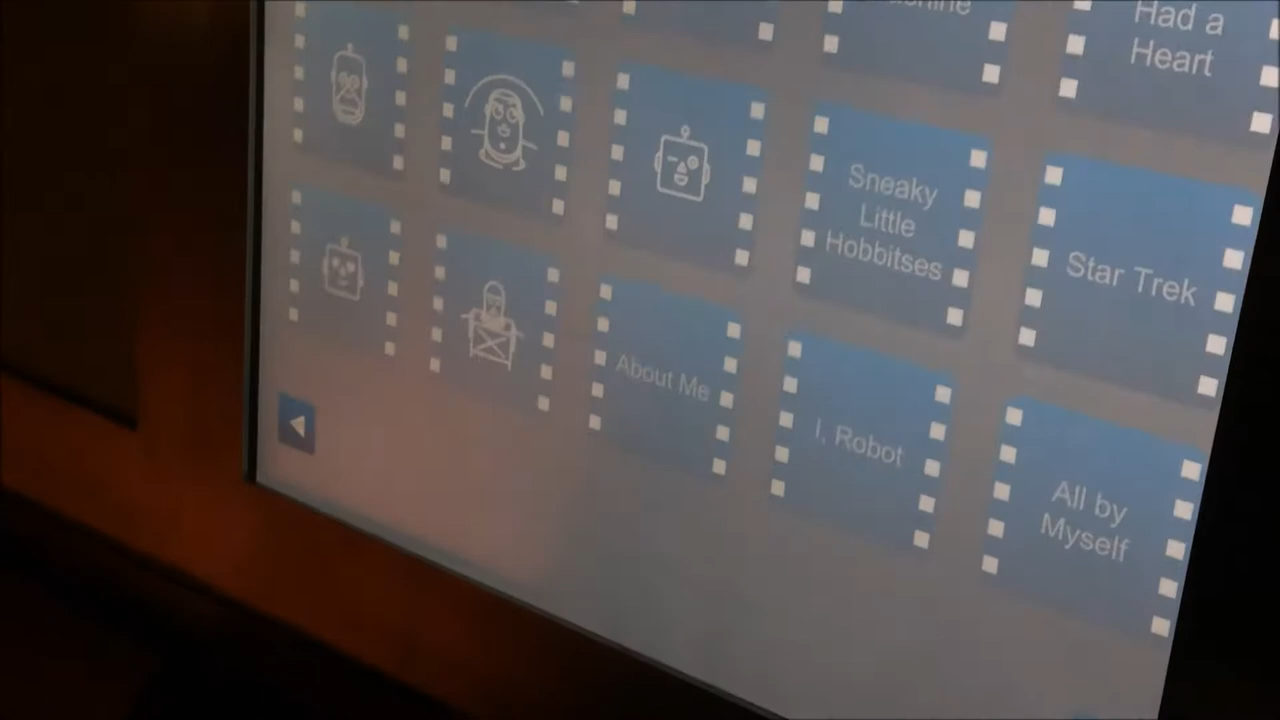 Had a
Heart
Sneaky
Little
Hobbitses
Star Trek
About Me
I, Robot
All by
Myself